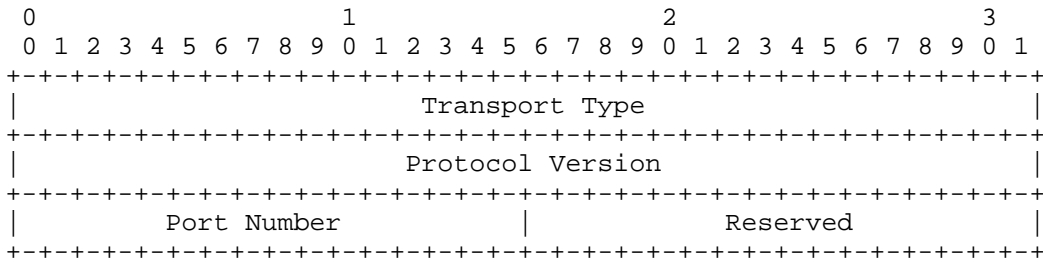 0                   1                   2                   3
 0 1 2 3 4 5 6 7 8 9 0 1 2 3 4 5 6 7 8 9 0 1 2 3 4 5 6 7 8 9 0 1
+-+-+-+-+-+-+-+-+-+-+-+-+-+-+-+-+-+-+-+-+-+-+-+-+-+-+-+-+-+-+-+-+
|                         Transport Type                        |
+-+-+-+-+-+-+-+-+-+-+-+-+-+-+-+-+-+-+-+-+-+-+-+-+-+-+-+-+-+-+-+-+
|                        Protocol Version                       |
+-+-+-+-+-+-+-+-+-+-+-+-+-+-+-+-+-+-+-+-+-+-+-+-+-+-+-+-+-+-+-+-+
|         Port Number           |            Reserved           |
+-+-+-+-+-+-+-+-+-+-+-+-+-+-+-+-+-+-+-+-+-+-+-+-+-+-+-+-+-+-+-+-+